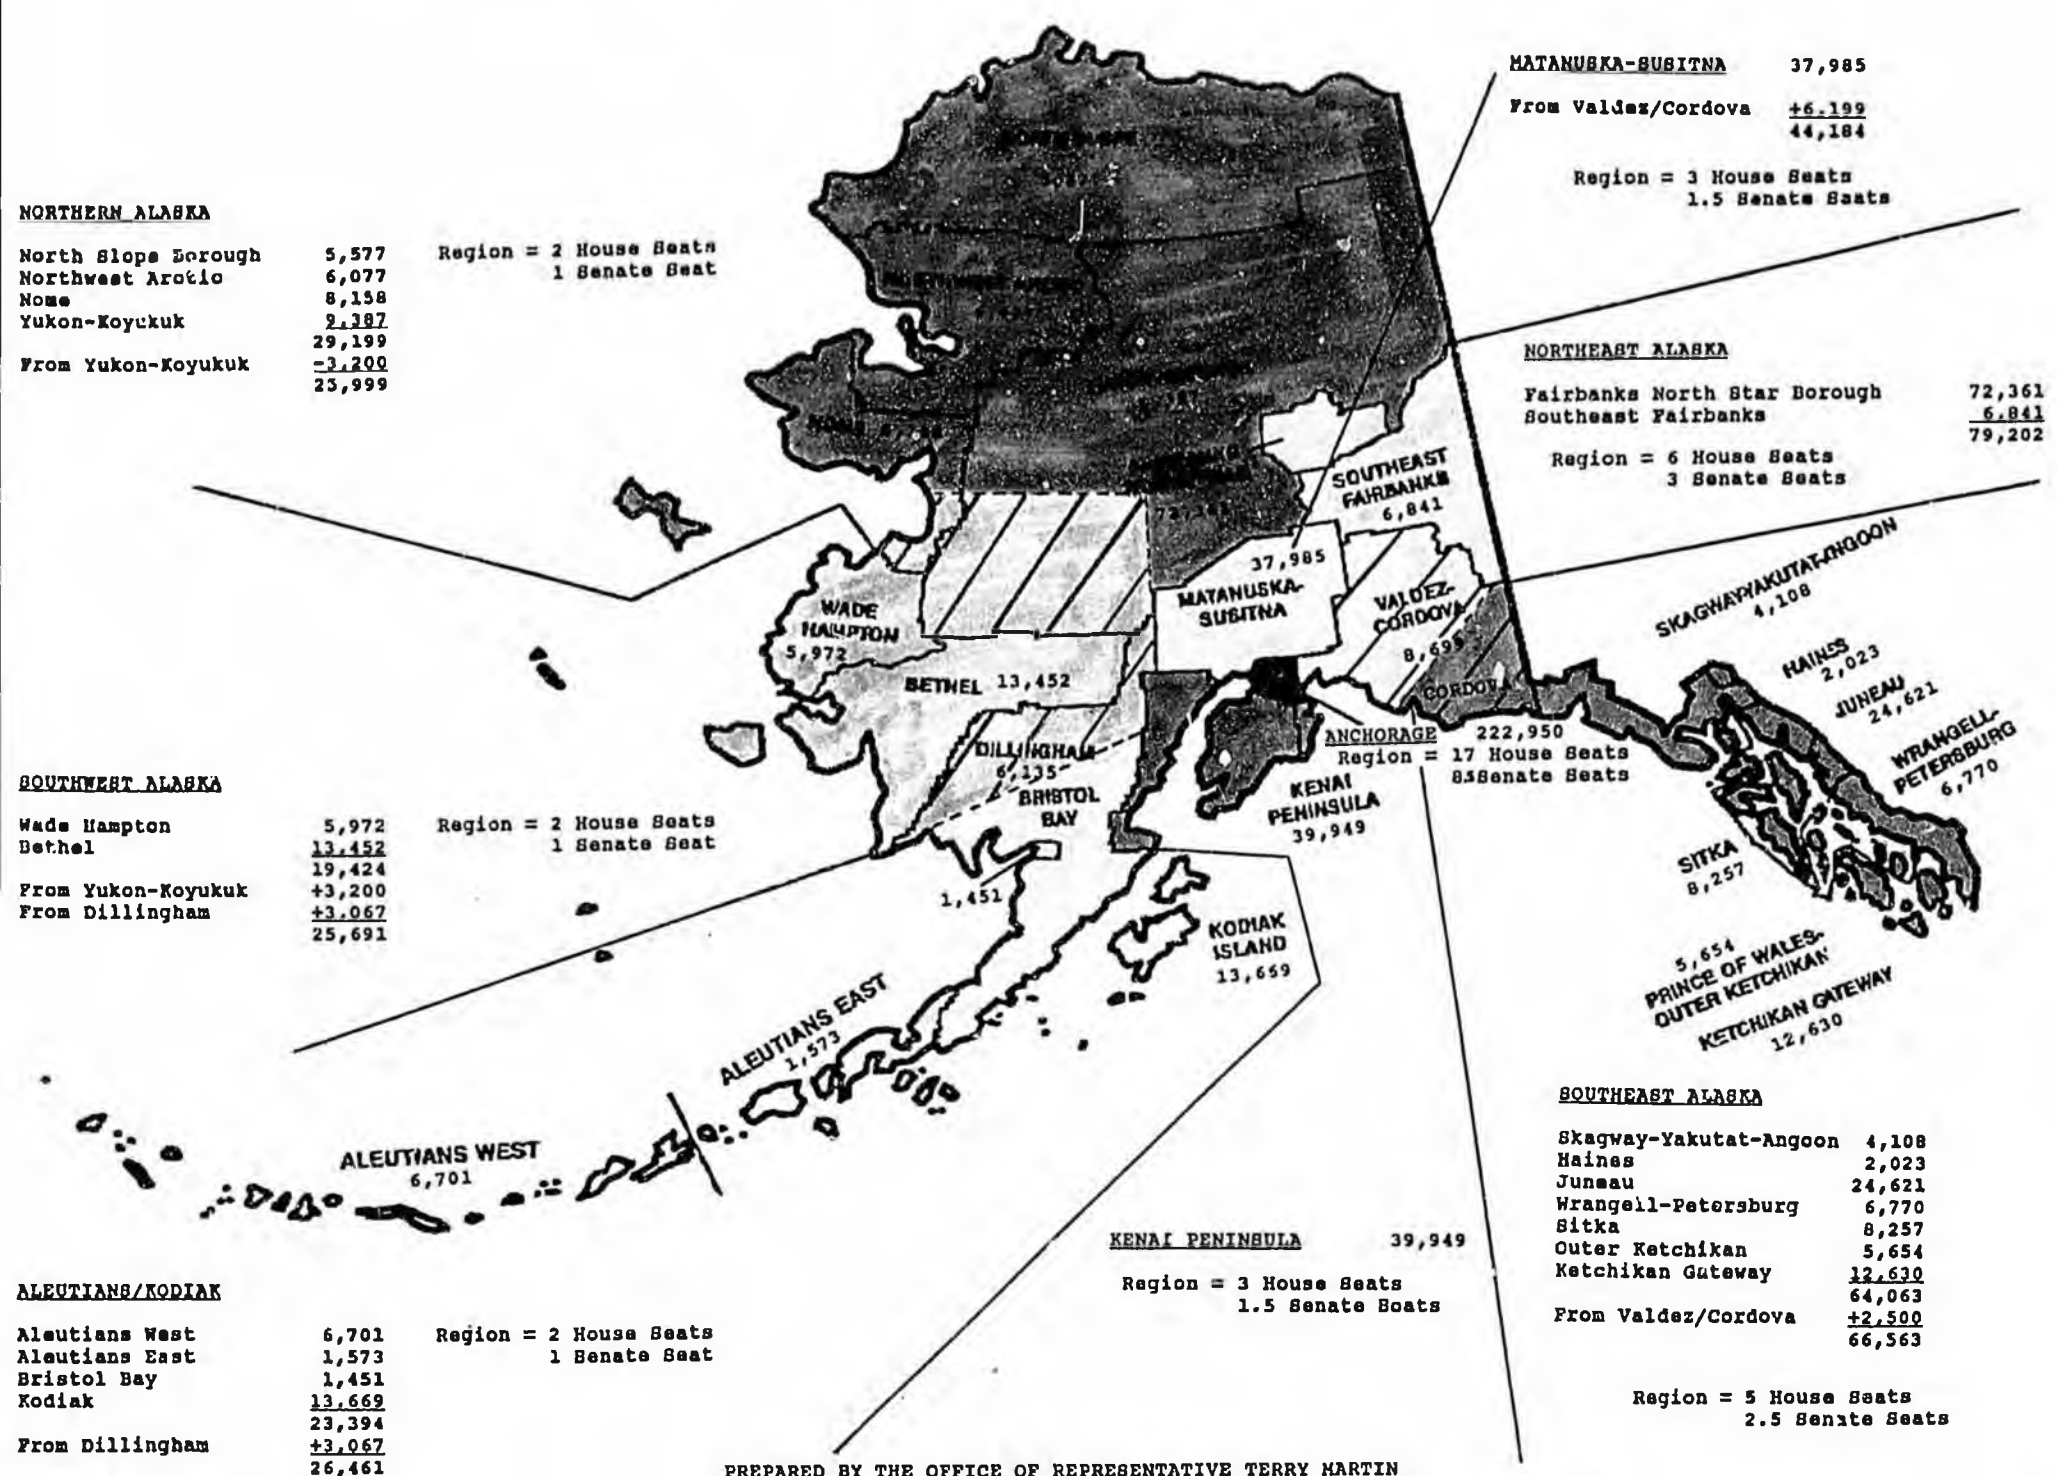 MATANUSKA-SUSITNA 37,985
From Valdez/Cordova +6,199
44,184
Region = 3 House Seats
1.5 Senate Seats
NORTHERN ALASKA
North Slope Borough 5,577
Northwest Arctic 6,077
Nome 8,158
Yukon-Koyukuk 9,387
29,199
From Yukon-Koyukuk -3,200
25,999
Region = 2 House Seats
1 Senate Seat
NORTHEAST ALASKA
Fairbanks North Star Borough 72,361
Southeast Fairbanks 6,841
79,202
Region = 6 House Seats
3 Senate Seats
SOUTHEAST
FAIRBANKS
6,841
37,985
MATANUSKA-
SUSITNA
VALDEZ-
CORDOVA
8,695
CORDOVA
WADE
HAMPTON
5,972
BETHEL 13,452
DILLINGHAM
6,135
BRISTOL
BAY
1,451
ANCHORAGE 222,950
Region = 17 House Seats
8.5 Senate Seats
KENAI
PENINSULA
39,949
KODIAK
ISLAND
13,659
SKAGWAY-YAKUTAT-ANGOON
4,108
HAINES
2,023
JUNEAU
24,621
WRANGELL-
PETERSBURG
6,770
SITKA
8,257
5,654
PRINCE OF WALES-
OUTER KETCHIKAN
KETCHIKAN GATEWAY
12,630
SOUTHWEST ALASKA
Wade Hampton 5,972
Bethel 13,452
19,424
From Yukon-Koyukuk +3,200
From Dillingham +3,067
25,691
Region = 2 House Seats
1 Senate Seat
ALEUTIANS EAST
1,573
ALEUTIANS WEST
6,701
SOUTHEAST ALASKA
Skagway-Yakutat-Angoon 4,108
Haines 2,023
Juneau 24,621
Wrangell-Petersburg 6,770
Sitka 8,257
Outer Ketchikan 5,654
Ketchikan Gateway 12,630
64,063
From Valdez/Cordova +2,500
66,563
Region = 5 House Seats
2.5 Senate Seats
KENAI PENINSULA 39,949
Region = 3 House Seats
1.5 Senate Seats
ALEUTIANS/KODIAK
Aleutians West 6,701
Aleutians East 1,573
Bristol Bay 1,451
Kodiak 13,669
23,394
From Dillingham +3,067
26,461
Region = 2 House Seats
1 Senate Seat
PREPARED BY THE OFFICE OF REPRESENTATIVE TERRY MARTIN